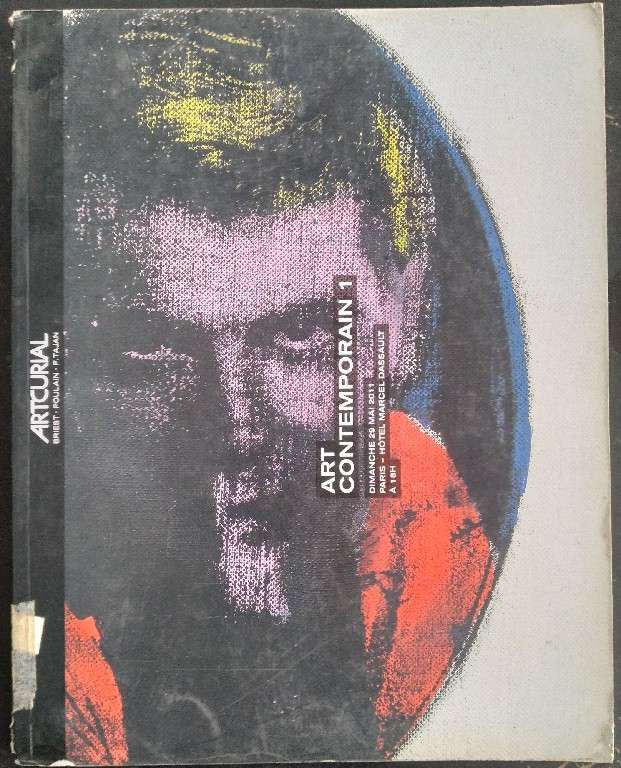 ARTCURIAL
BRIEST - POULAIN - F.TAJAN
ART
CONTEMPORAIN 1
DIMANCHE 29 MAI 2011
PARIS – HÔTEL MARCEL DASSAULT
À 18H